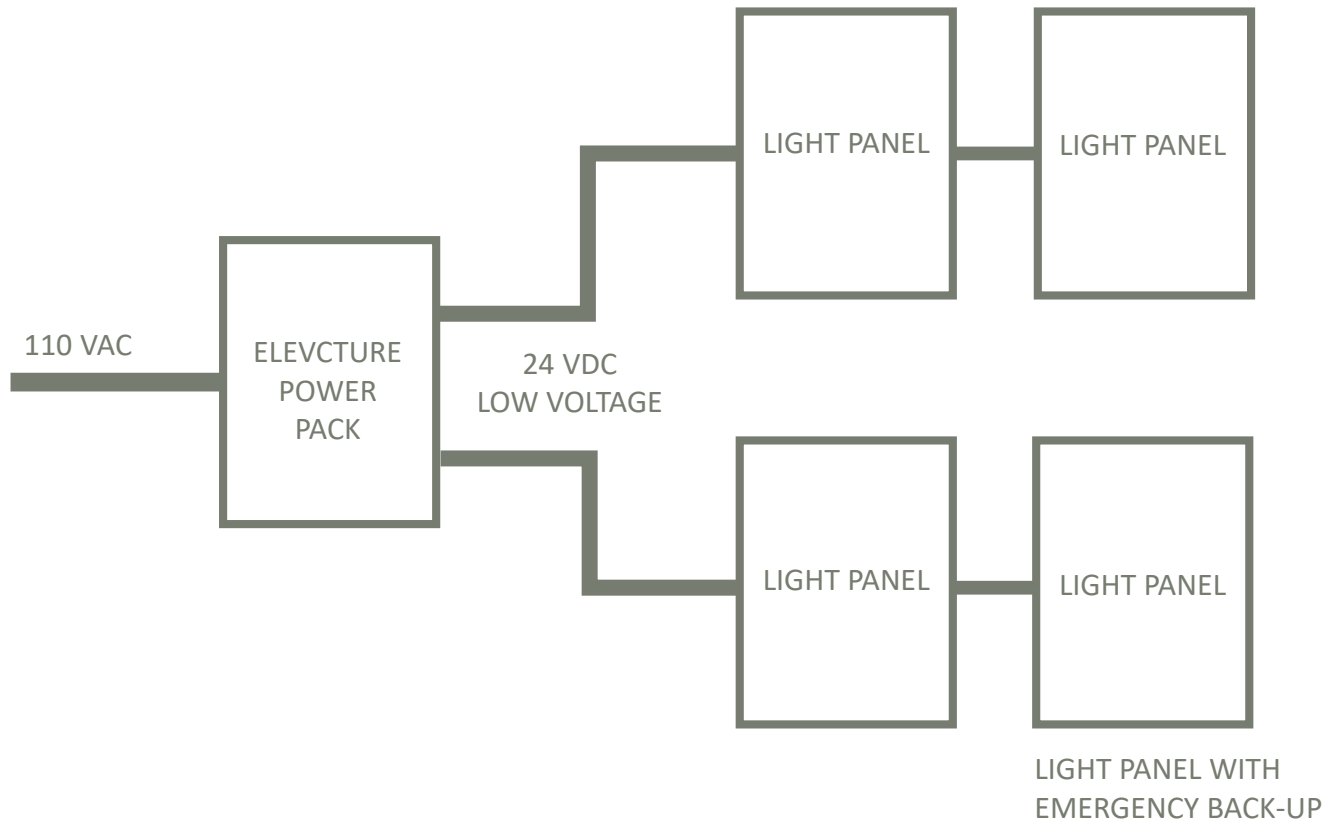 LIGHT PANEL
LIGHT PANEL
110 VAC
ELEVCTURE
POWER
PACK
24 VDC
LOW VOLTAGE
LIGHT PANEL
LIGHT PANEL
LIGHT PANEL WITH
EMERGENCY BACK-UP